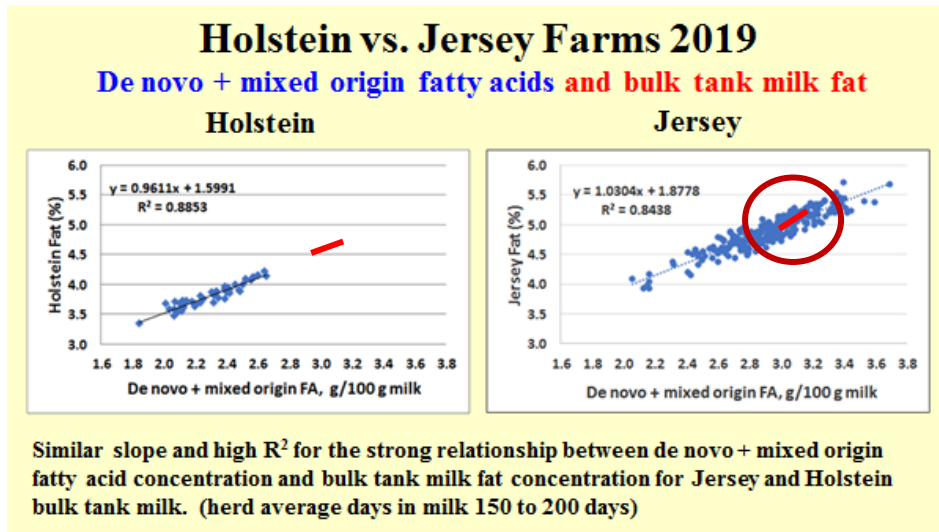 Holstein vs. Jersey Farms 2019
De novo + mixed origin fatty acids and bulk tank milk fat
Holstein
Jersey
6.0
5.5
5.0
4.5
4.0
3.5
3.0
Holstein Fat (%)
y = 0.9611x + 1.5991
R² = 0.8853
1.6 2.0 2.2 2.4 2.6 3.0 3.2 3.4 3.6 3.8
De novo + mixed origin FA, g/100 g milk
6.0
5.5
5.0
4.5
4.0
3.5
3.0
Jersey Fat (%)
y = 1.0304x + 1.8778
R² = 0.8438
1.6 2.0 2.2 2.4 2.6 3.0 3.2 3.4 3.6 3.8
De novo + mixed origin FA, g/100 g milk
Similar slope and high R² for the strong relationship between de novo + mixed origin
fatty acid concentration and bulk tank milk fat concentration for Jersey and Holstein
bulk tank milk. (herd average days in milk 150 to 200 days)